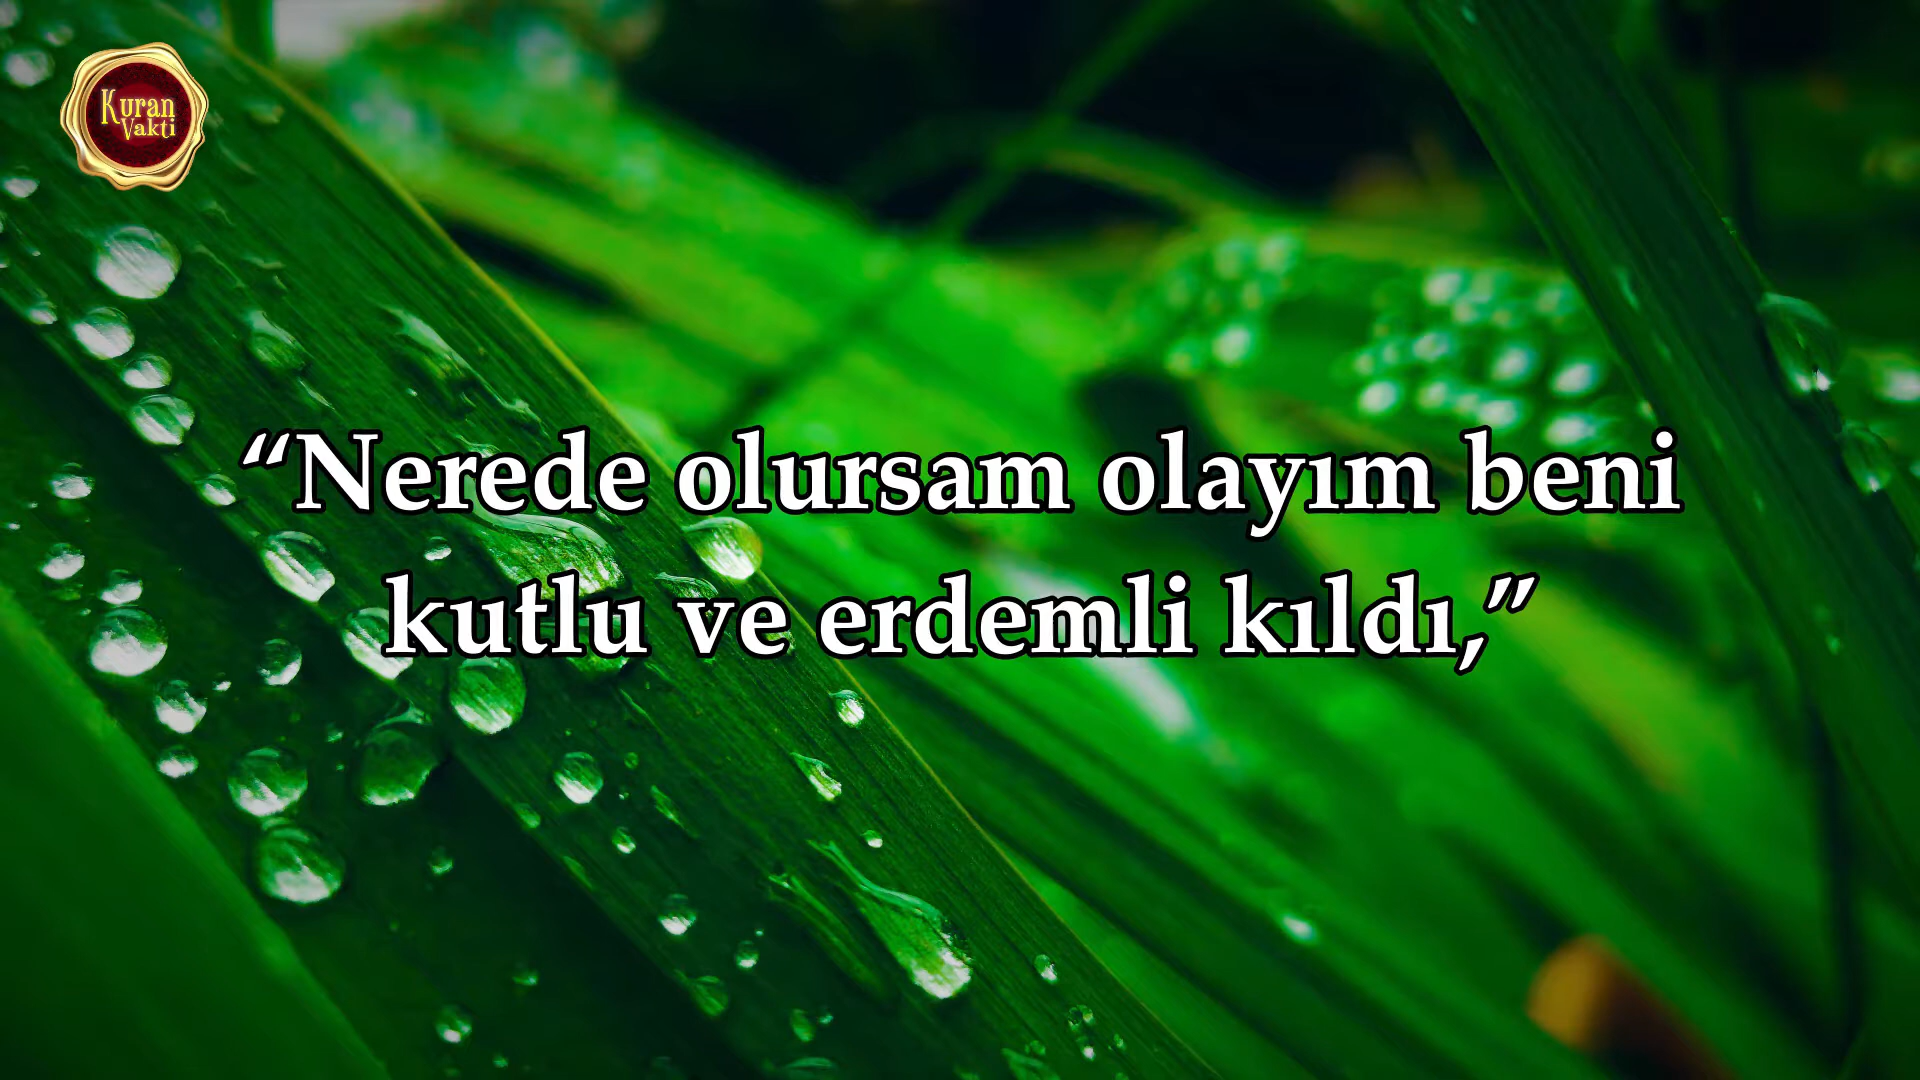 Kuran
Vakti
“Nerede olursam olayım beni
kutlu ve erdemli kıldı,”